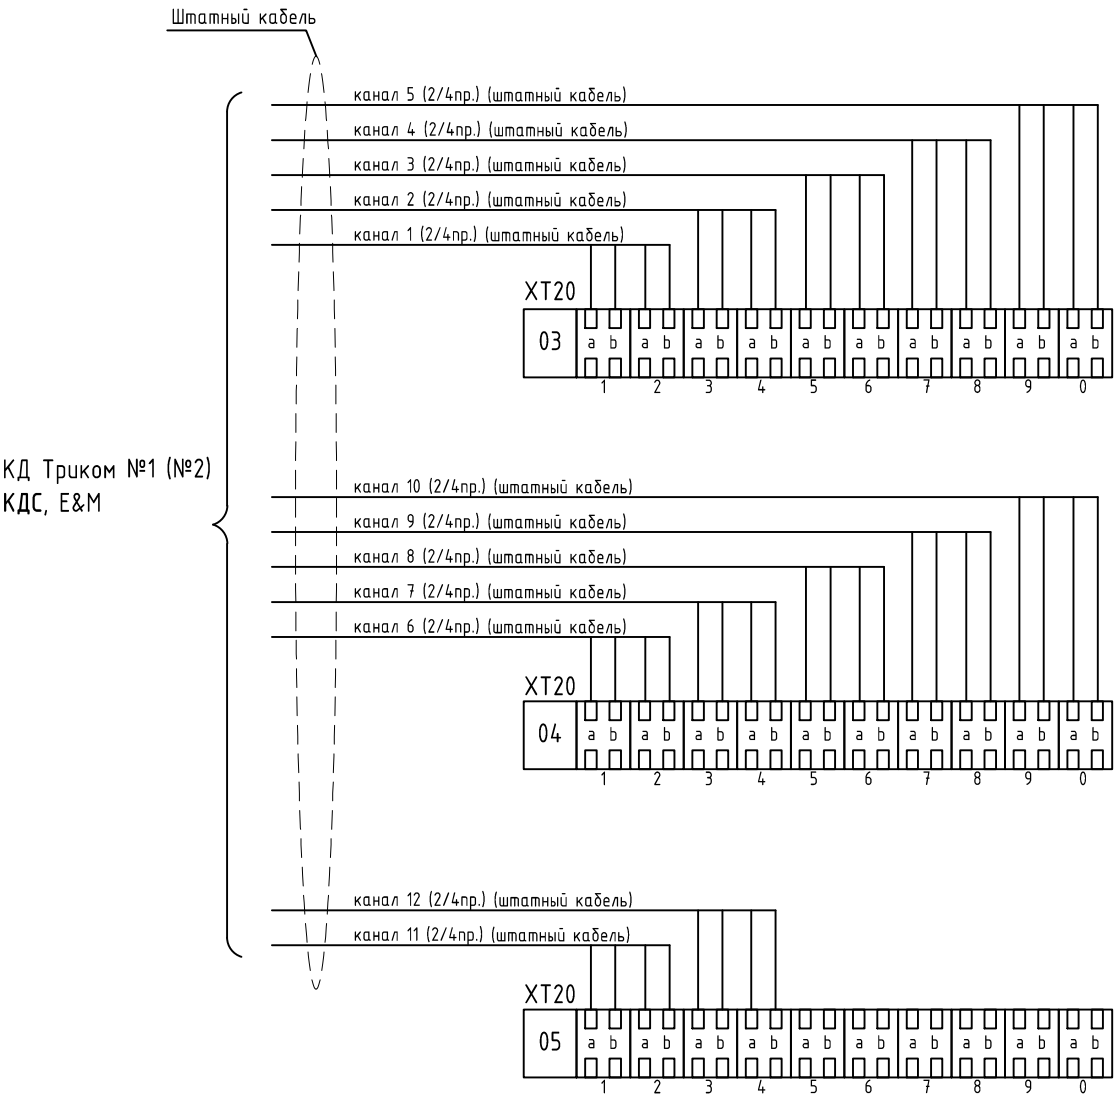 Штатный кабель
канал 5 (2/4пр.) (штатный кабель)
канал 4 (2/4пр.) (штатный кабель)
канал 3 (2/4пр.) (штатный кабель)
канал 2 (2/4пр.) (штатный кабель)
канал 1 (2/4пр.) (штатный кабель)
XT20
03 a b a b a b a b a b a b a b a b a b a b
1 2 3 4 5 6 7 8 9 0
КД Триком №1 (№2)
КДС, E&M
канал 10 (2/4пр.) (штатный кабель)
канал 9 (2/4пр.) (штатный кабель)
канал 8 (2/4пр.) (штатный кабель)
канал 7 (2/4пр.) (штатный кабель)
канал 6 (2/4пр.) (штатный кабель)
XT20
04 a b a b a b a b a b a b a b a b a b a b
1 2 3 4 5 6 7 8 9 0
канал 12 (2/4пр.) (штатный кабель)
канал 11 (2/4пр.) (штатный кабель)
XT20
05 a b a b a b a b a b a b a b a b a b a b
1 2 3 4 5 6 7 8 9 0